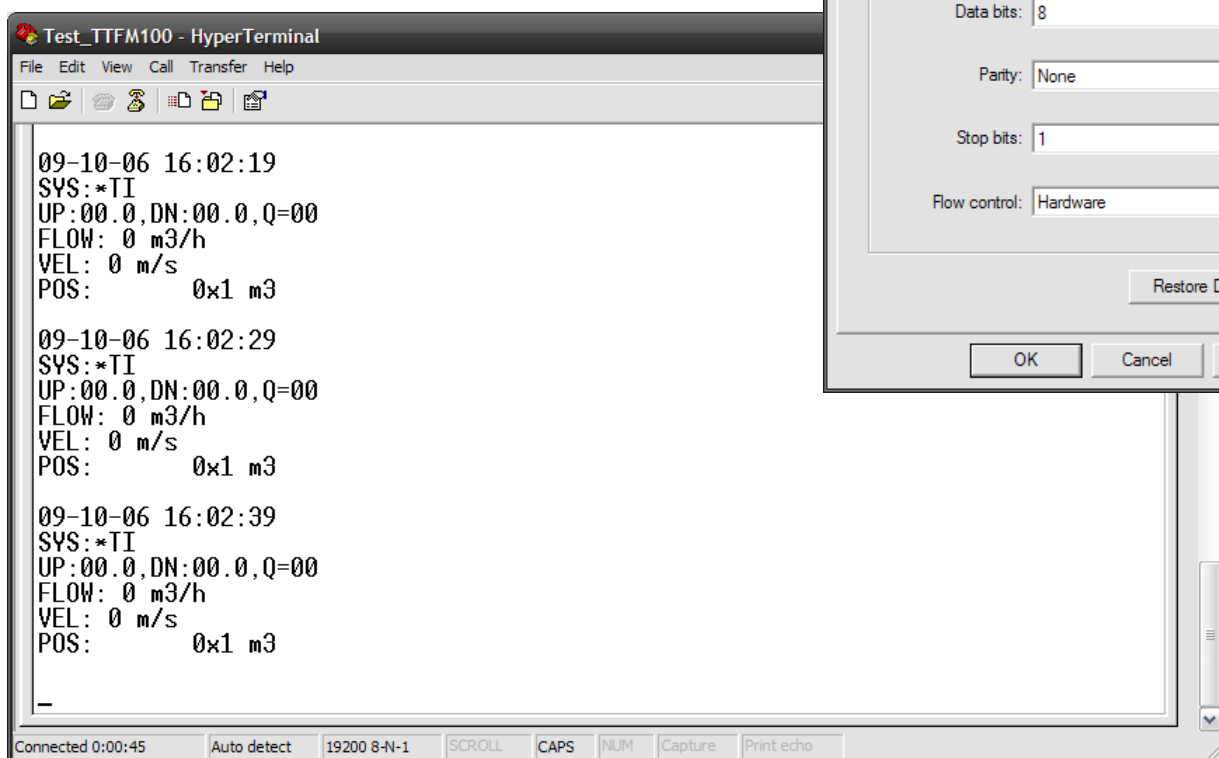 Test_TTFM100 - HyperTerminal
File Edit View Call Transfer Help
09-10-06 16:02:19
SYS:*TI
UP:00.0,DN:00.0,Q=00
FLOW: 0 m3/h
VEL: 0 m/s
POS: 0x1 m3
09-10-06 16:02:29
SYS:*TI
UP:00.0,DN:00.0,Q=00
FLOW: 0 m3/h
VEL: 0 m/s
POS: 0x1 m3
09-10-06 16:02:39
SYS:*TI
UP:00.0,DN:00.0,Q=00
FLOW: 0 m3/h
VEL: 0 m/s
POS: 0x1 m3
Connected 0:00:45 Auto detect 19200 8-N-1 SCROLL CAPS NUM Capture Print echo
Data bits: 8
Parity: None
Stop bits: 1
Flow control: Hardware
Restore
OK Cancel